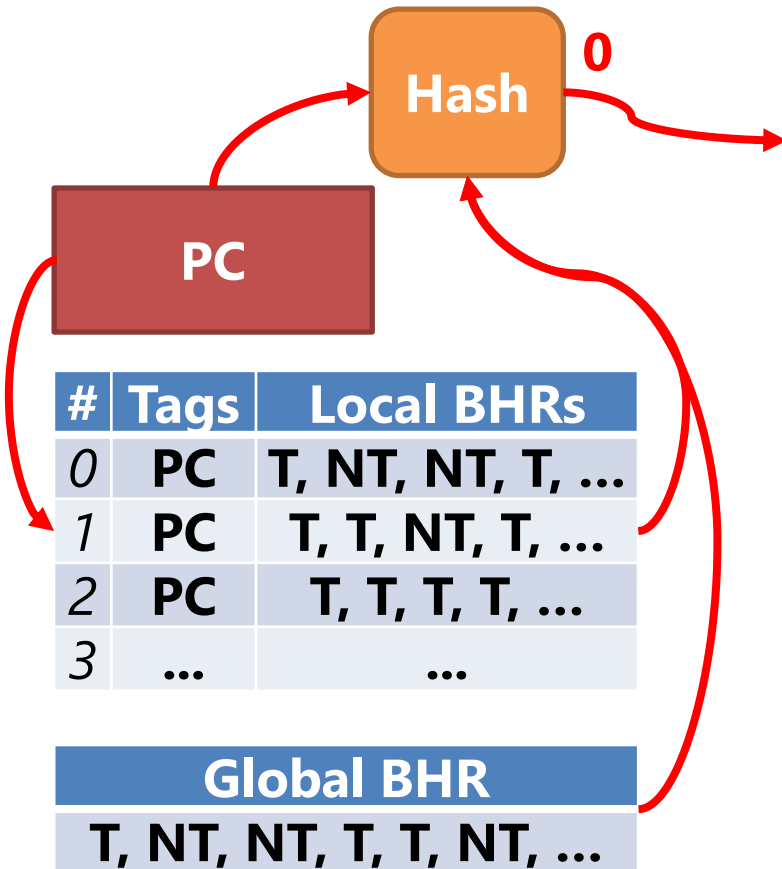 0
Hash
PC
# Tags Local BHRs
0 PC T, NT, NT, T, ...
1 PC T, T, NT, T, ...
2 PC T, T, T, T, ...
3 ... ...
Global BHR
T, NT, NT, T, T, NT, ...